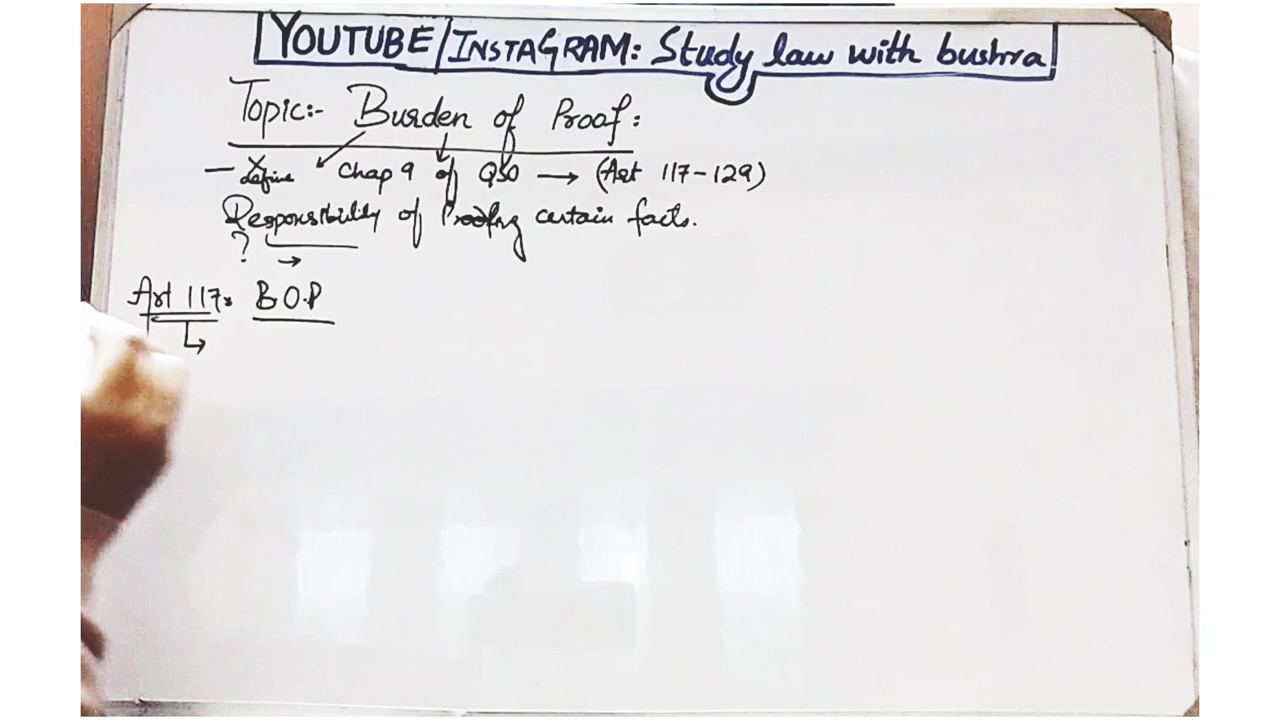 YOUTUBE/INSTAGRAM: Study law with bushra
Topic:- Burden of Proof:
— define Chap 9 of QSO → (Art 117-129)
Responsibility of Proofing certain facts.
? →
Art 117: B.O.P